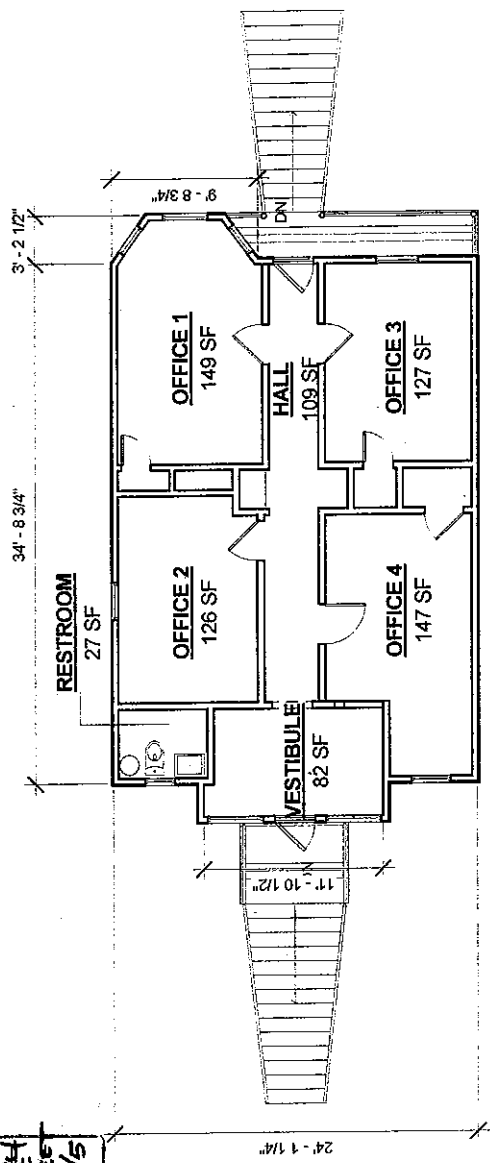 3' - 2 1/2"
34' - 8 3/4"
9' - 8 3/4"
RESTROOM
27 SF
OFFICE 1
149 SF
OFFICE 2
126 SF
DN
HALL
109 SF
VESTIBULE
82 SF
OFFICE 3
127 SF
OFFICE 4
147 SF
DN
11' - 10 1/2"
24' - 1 1/4"